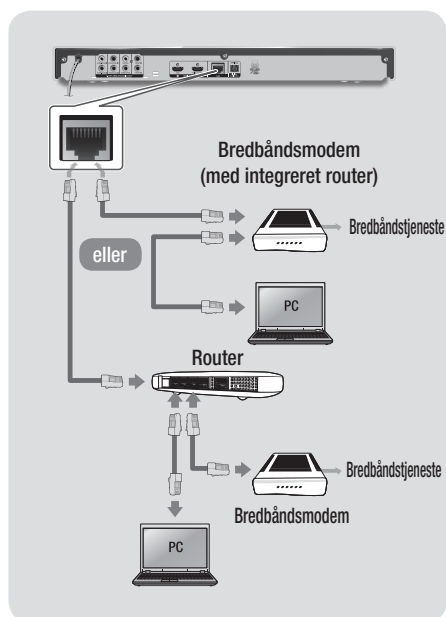 Bredbåndsmodem
(med integreret router)
Bredbåndstjeneste
eller
PC
Router
Bredbåndstjeneste
Bredbåndsmodem
PC